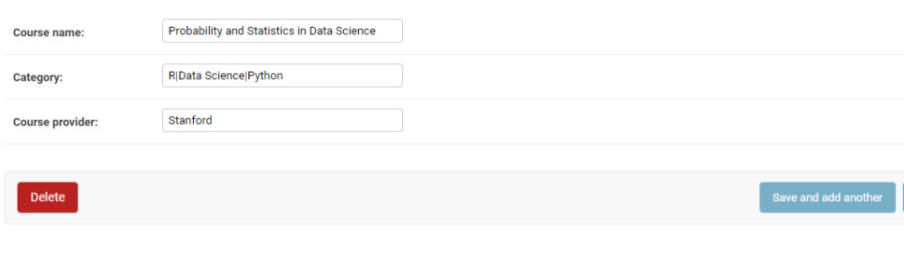 Course name: Probability and Statistics in Data Science
Category: R|Data Science|Python
Course provider: Stanford
Delete Save and add another